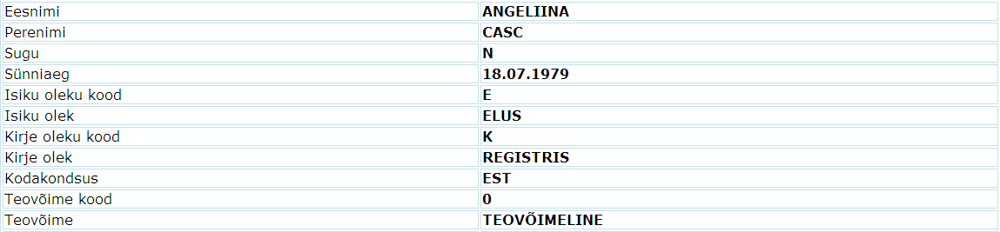 Eesnimi ANGELIINA
Perenimi CASC
Sugu N
Sünniaeg 18.07.1979
Isiku oleku kood E
Isiku olek ELUS
Kirje oleku kood K
Kirje olek REGISTRIS
Kodakondsus EST
Teovõime kood 0
Teovõime TEOVÕIMELINE